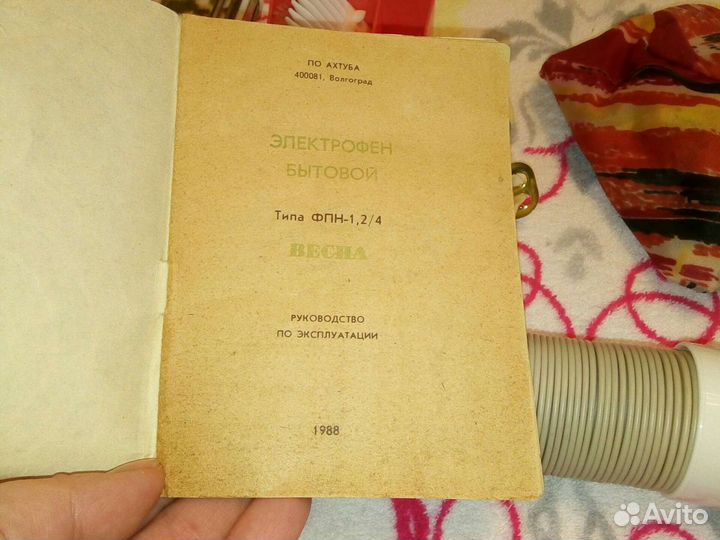 ПО АХТУБА
400081, Волгоград
ЭЛЕКТРОФЕН
БЫТОВОЙ
Типа ФПН-1,2/4
ВЕСНА
РУКОВОДСТВО
ПО ЭКСПЛУАТАЦИИ
1988
Avito